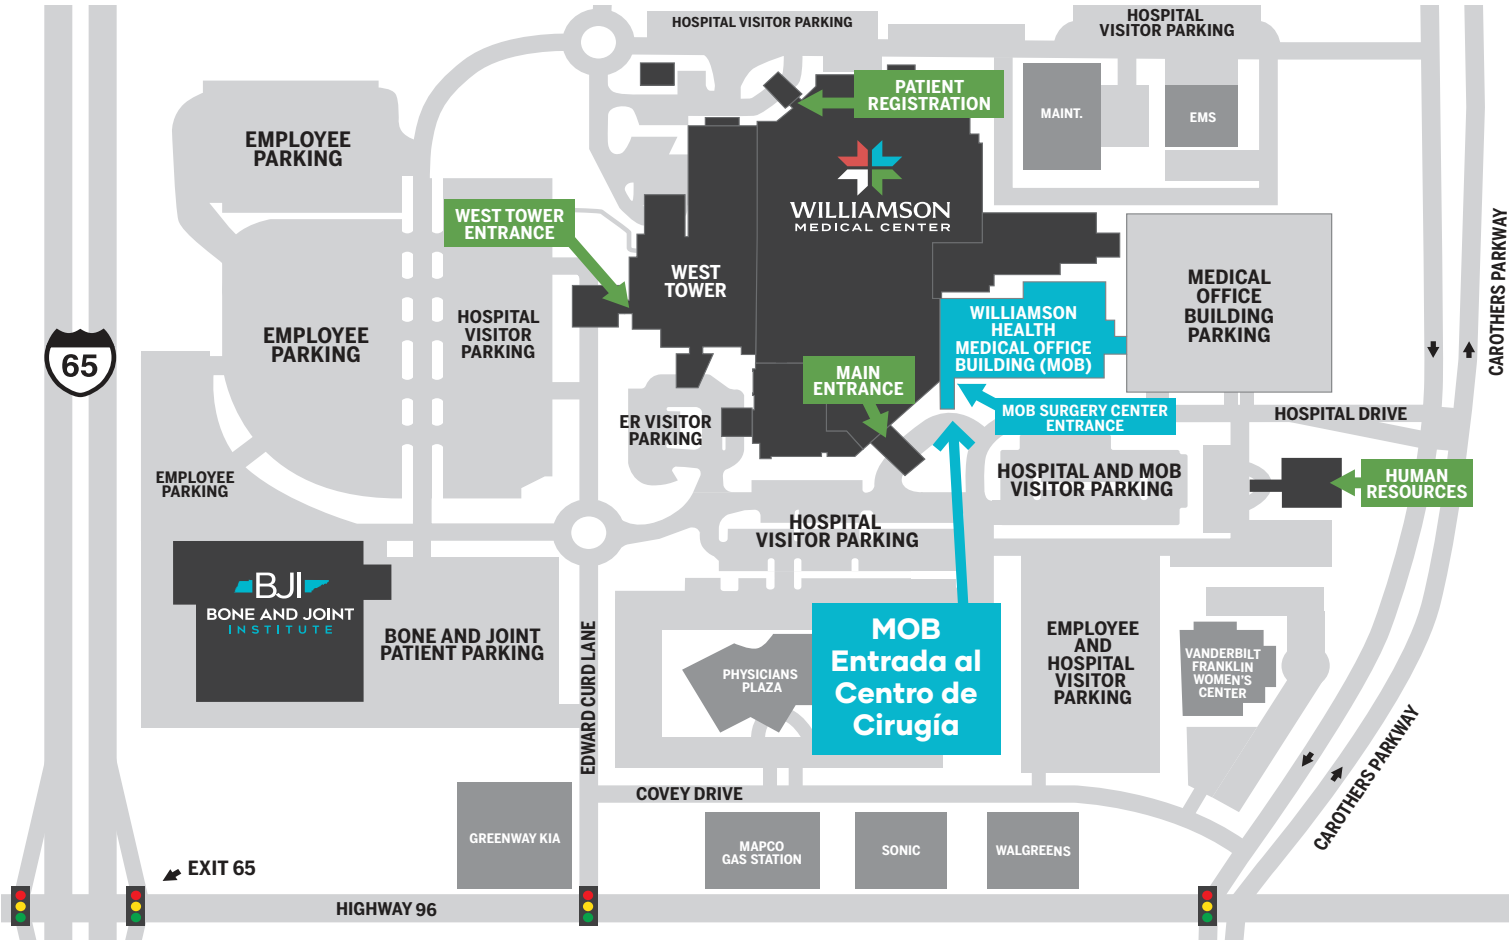 HOSPITAL VISITOR PARKING
HOSPITAL
VISITOR PARKING
PATIENT
REGISTRATION
MAINT.
EMS
EMPLOYEE
PARKING
WILLIAMSON
MEDICAL CENTER
WEST TOWER
ENTRANCE
WEST
TOWER
CAROTHERS PARKWAY
MEDICAL
OFFICE
BUILDING
PARKING
WILLIAMSON
HEALTH
MEDICAL OFFICE
BUILDING (MOB)
HOSPITAL
VISITOR
PARKING
EMPLOYEE
PARKING
65
MAIN
ENTRANCE
MOB SURGERY CENTER
ENTRANCE
HOSPITAL DRIVE
ER VISITOR
PARKING
EMPLOYEE
PARKING
HOSPITAL AND MOB
VISITOR PARKING
HUMAN
RESOURCES
HOSPITAL
VISITOR PARKING
BJI
BONE AND JOINT
INSTITUTE
BONE AND JOINT
PATIENT PARKING
EDWARD CURD LANE
PHYSICIANS
PLAZA
MOB
Entrada al
Centro de
Cirugía
EMPLOYEE
AND
HOSPITAL
VISITOR
PARKING
VANDERBILT
FRANKLIN
WOMEN'S
CENTER
CAROTHERS PARKWAY
COVEY DRIVE
GREENWAY KIA
MAPCO
GAS STATION
SONIC
WALGREENS
EXIT 65
HIGHWAY 96